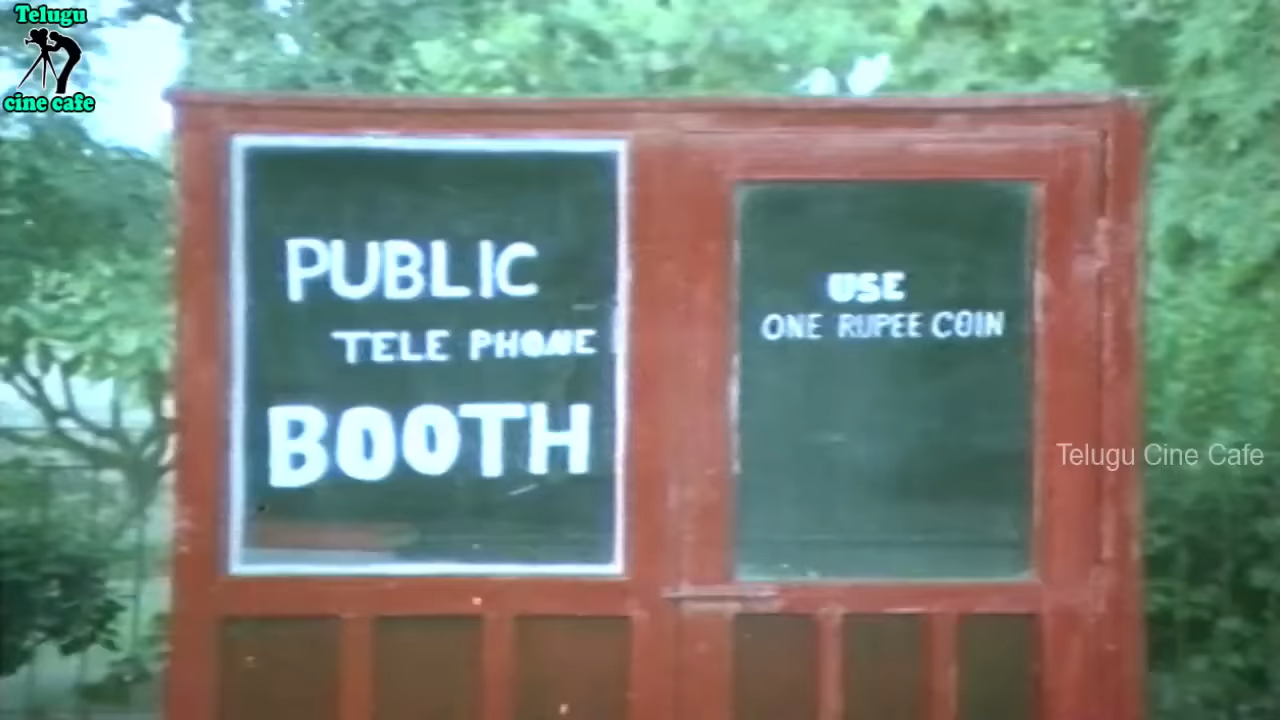 Telugu
cine cafe
PUBLIC
TELE PHONE
BOOTH
USE
ONE RUPEE COIN
Telugu Cine Cafe